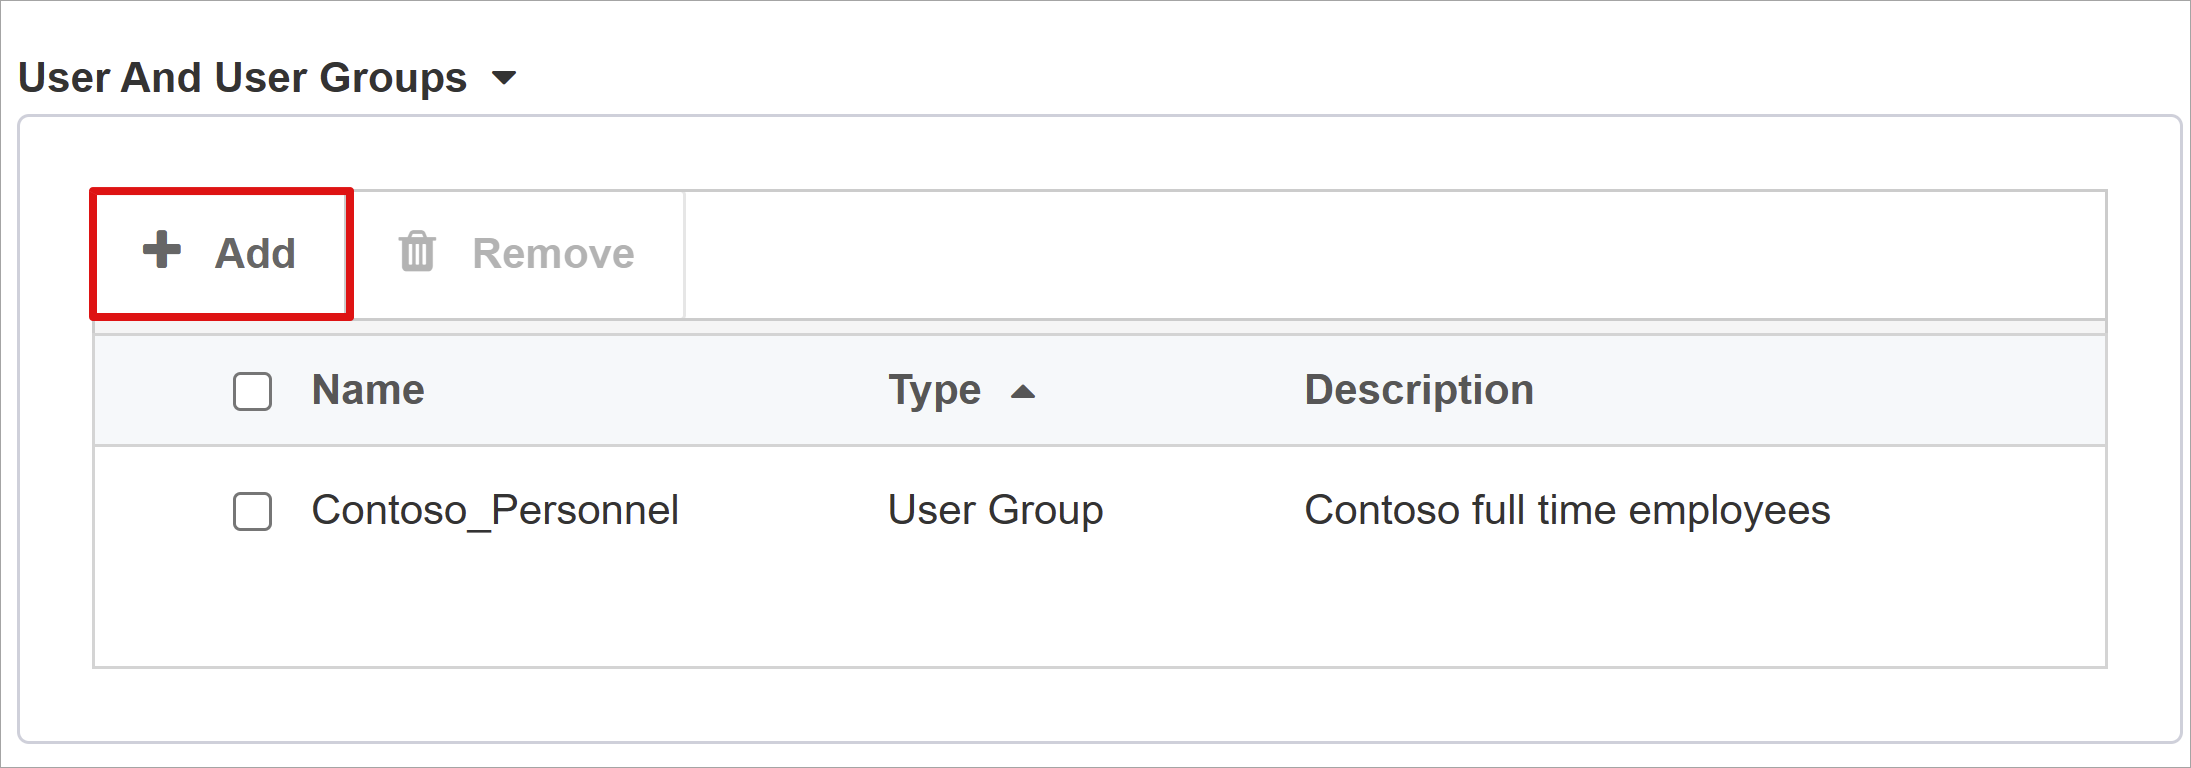 User And User Groups
Add Remove
Name Type Description
Contoso_Personnel User Group Contoso full time employees